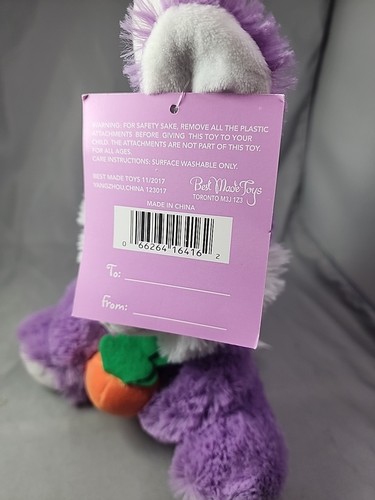 WARNING: FOR SAFETY SAKE, REMOVE ALL THE PLASTIC
ATTACHMENTS BEFORE GIVING THIS TOY TO YOUR
CHILD. THE ATTACHMENTS ARE NOT PART OF THIS TOY.
FOR ALL AGES.
CARE INSTRUCTIONS: SURFACE WASHABLE ONLY.
BEST MADE TOYS 11/2017
YANGZHOU,CHINA 123017
Best Made Toys
TORONTO M3J 1Z3
MADE IN CHINA
0 66264 16416 2
To:
From: